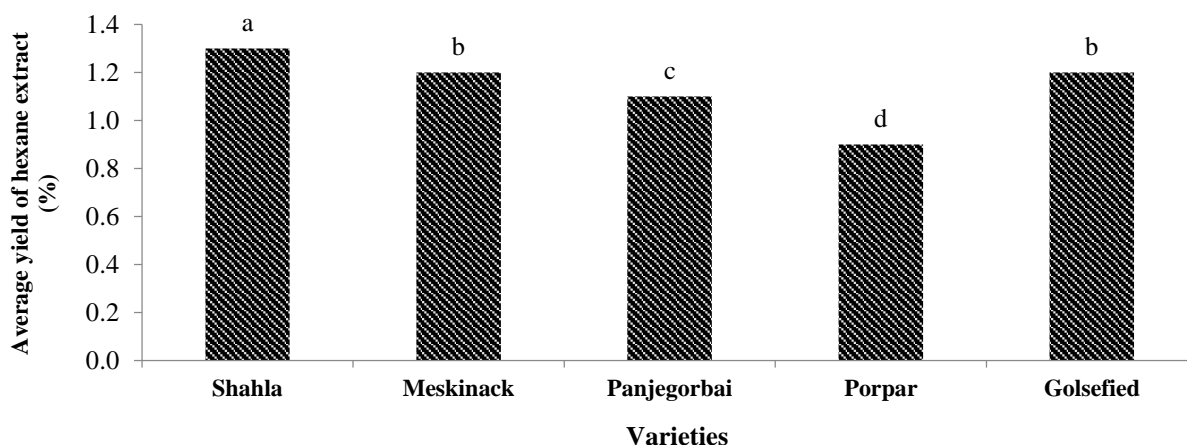 Average yield of hexane extract
(%)
1.4
1.2
1.0
0.8
0.6
0.4
0.2
0.0
a
b
c
d
b
Shahla Meskinack Panjegorbai Porpar Golsefied
Varieties